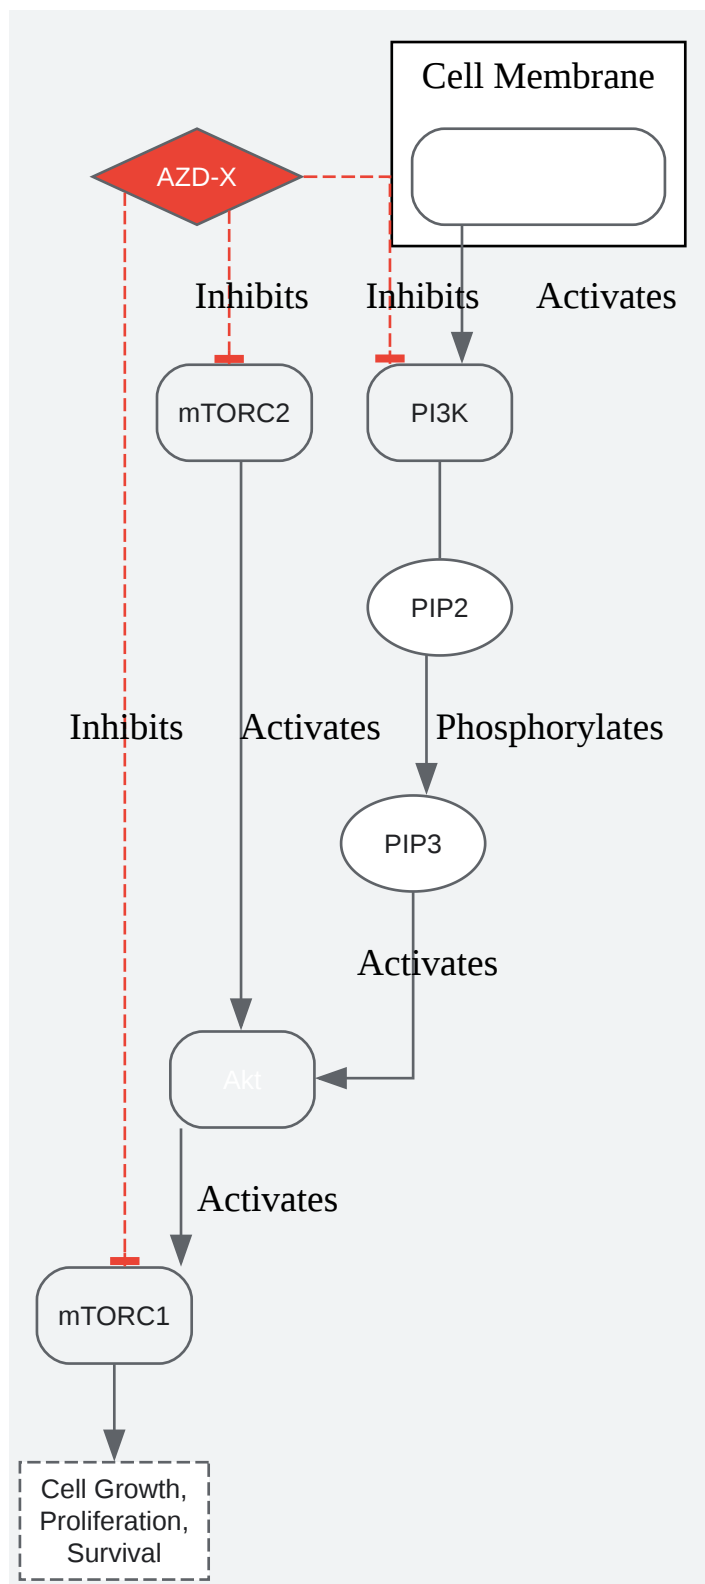 Cell Membrane
AZD-X
Inhibits
Inhibits
Activates
mTORC2
PI3K
PIP2
Inhibits
Activates
Phosphorylates
PIP3
Activates
Akt
Activates
mTORC1
Cell Growth,
Proliferation,
Survival